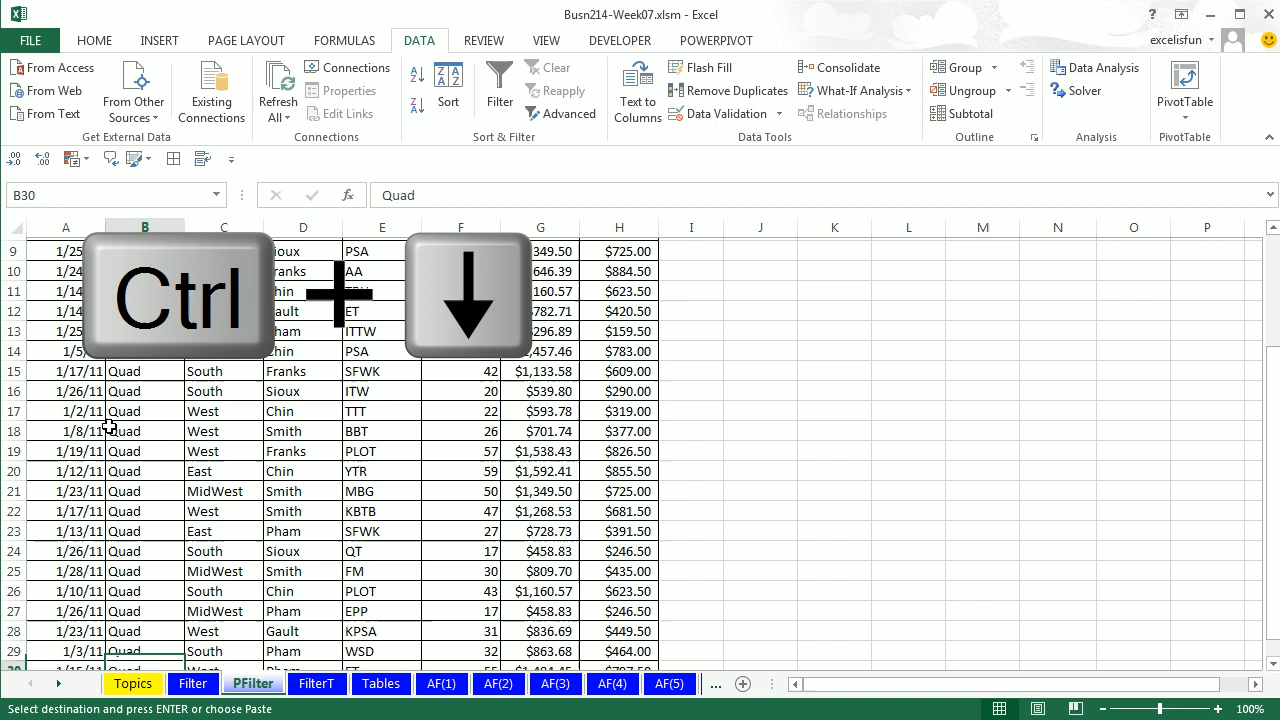 Busn214-Week07.xlsm - Excel
FILE HOME INSERT PAGE LAYOUT FORMULAS DATA REVIEW VIEW DEVELOPER POWERPIVOT excelisfun
From Access
From Web
From Text
From Other Sources
Get External Data
Existing Connections
Refresh All
Connections
Properties
Edit Links
Connections
Sort
Filter
Clear
Reapply
Advanced
Sort & Filter
Text to Columns
Flash Fill
Remove Duplicates
Data Validation
Consolidate
What-If Analysis
Relationships
Data Tools
Group
Ungroup
Subtotal
Outline
Data Analysis
Solver
Analysis
PivotTable
PivotTable
B30 fx Quad
A B C D E F G H I J K L M N O P
Ctrl + ↓
9 1/25 ioux PSA 349.50 $725.00
10 1/24 ranks AA 646.39 $884.50
11 1/14 hin 160.57 $623.50
12 1/14 ault ET 782.71 $420.50
13 1/25 ham ITTW 296.89 $159.50
14 1/5/ hin PSA ,457.46 $783.00
15 1/17/11 Quad South Franks SFWK 42 $1,133.58 $609.00
16 1/26/11 Quad South Sioux ITW 20 $539.80 $290.00
17 1/2/11 Quad West Chin TTT 22 $593.78 $319.00
18 1/8/11 Quad West Smith BBT 26 $701.74 $377.00
19 1/19/11 Quad West Franks PLOT 57 $1,538.43 $826.50
20 1/12/11 Quad East Chin YTR 59 $1,592.41 $855.50
21 1/23/11 Quad MidWest Smith MBG 50 $1,349.50 $725.00
22 1/17/11 Quad West Smith KBTB 47 $1,268.53 $681.50
23 1/13/11 Quad East Pham SFWK 27 $728.73 $391.50
24 1/26/11 Quad South Sioux QT 17 $458.83 $246.50
25 1/28/11 Quad MidWest Smith FM 30 $809.70 $435.00
26 1/10/11 Quad South Chin PLOT 43 $1,160.57 $623.50
27 1/26/11 Quad MidWest Pham EPP 17 $458.83 $246.50
28 1/23/11 Quad West Gault KPSA 31 $836.69 $449.50
29 1/3/11 Quad South Pham WSD 32 $863.68 $464.00
Topics Filter PFilter FilterT Tables AF(1) AF(2) AF(3) AF(4) AF(5) ...
Select destination and press ENTER or choose Paste 100%